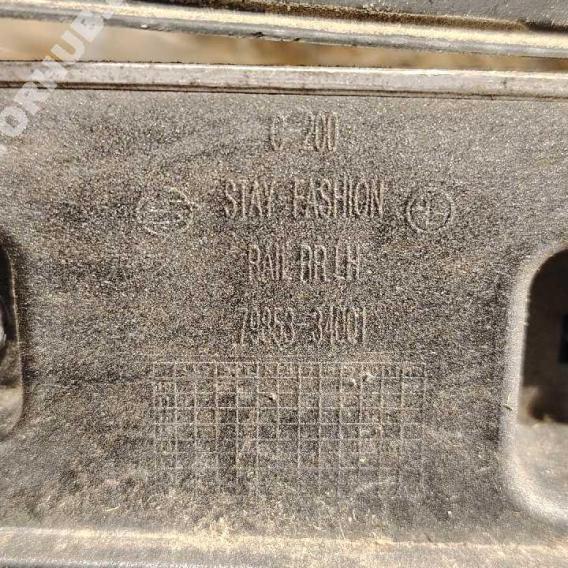 C 200
STAY FASHION
RAIL RR LH
79853-34001